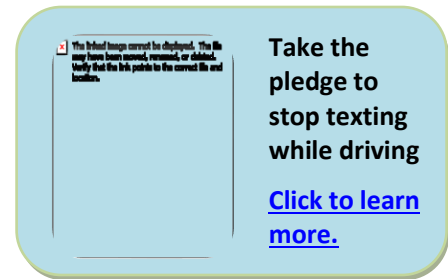 The linked image cannot be displayed. The file
may have been moved, renamed, or deleted.
Verify that the link points to the correct file and
location.
Take the
pledge to
stop texting
while driving
Click to learn
more.